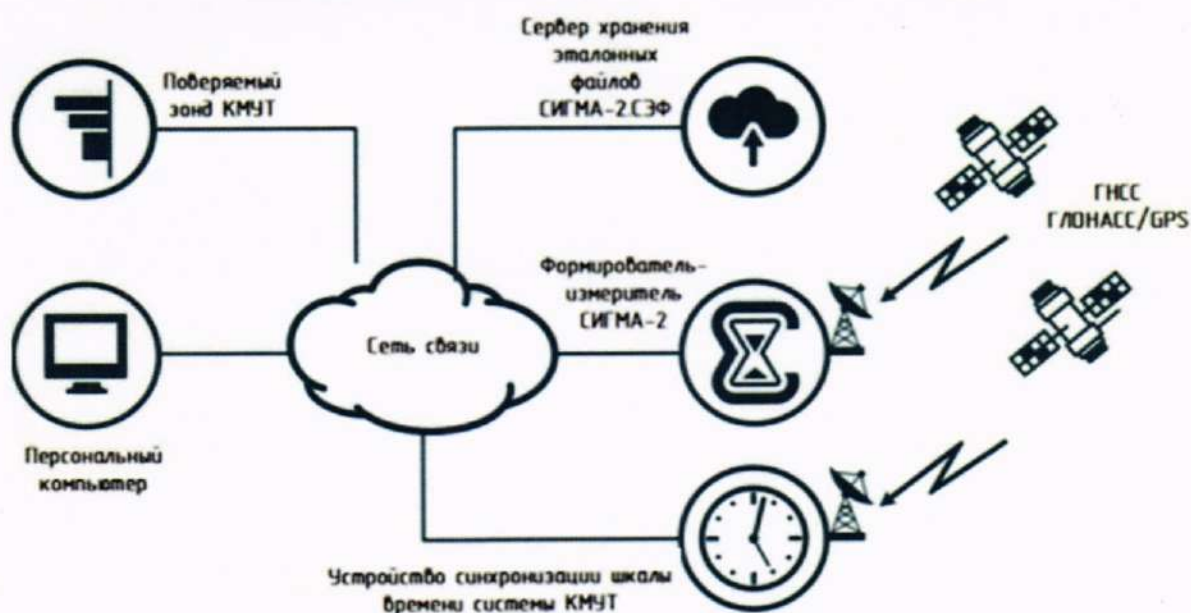 Сервер хранения
эталонных
файлов
СИГМА-2.СЭФ
Поверяемый
зонд КМУТ
ГНСС
ГЛОНАСС/GPS
Формирователь-
измеритель
СИГМА-2
Сеть связи
Персональный
компьютер
Устройство синхронизации шкалы
времени системы КМУТ